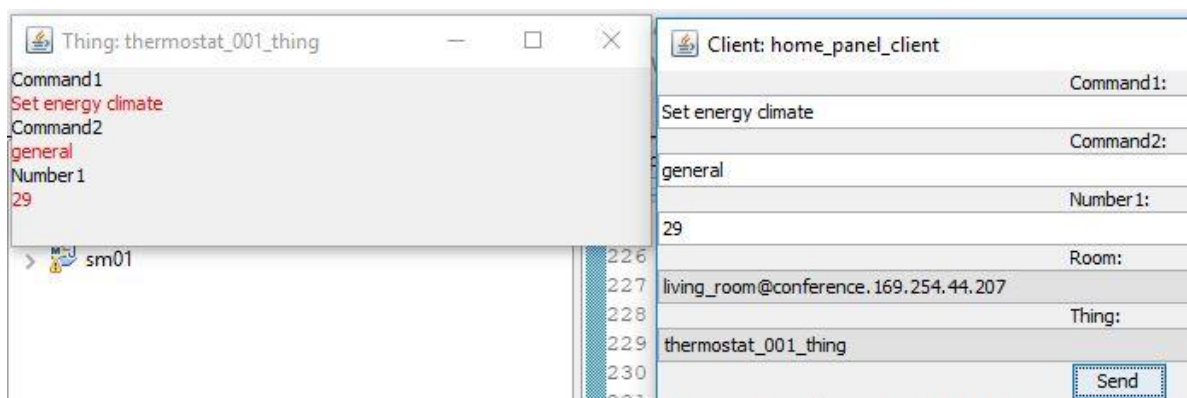 Thing: thermostat_001_thing
Command1
Set energy climate
Command2
general
Number1
29
sm01
226
227
228
229
230
Client: home_panel_client
Command1:
Set energy climate
Command2:
general
Number1:
29
Room:
living_room@conference.169.254.44.207
Thing:
thermostat_001_thing
Send